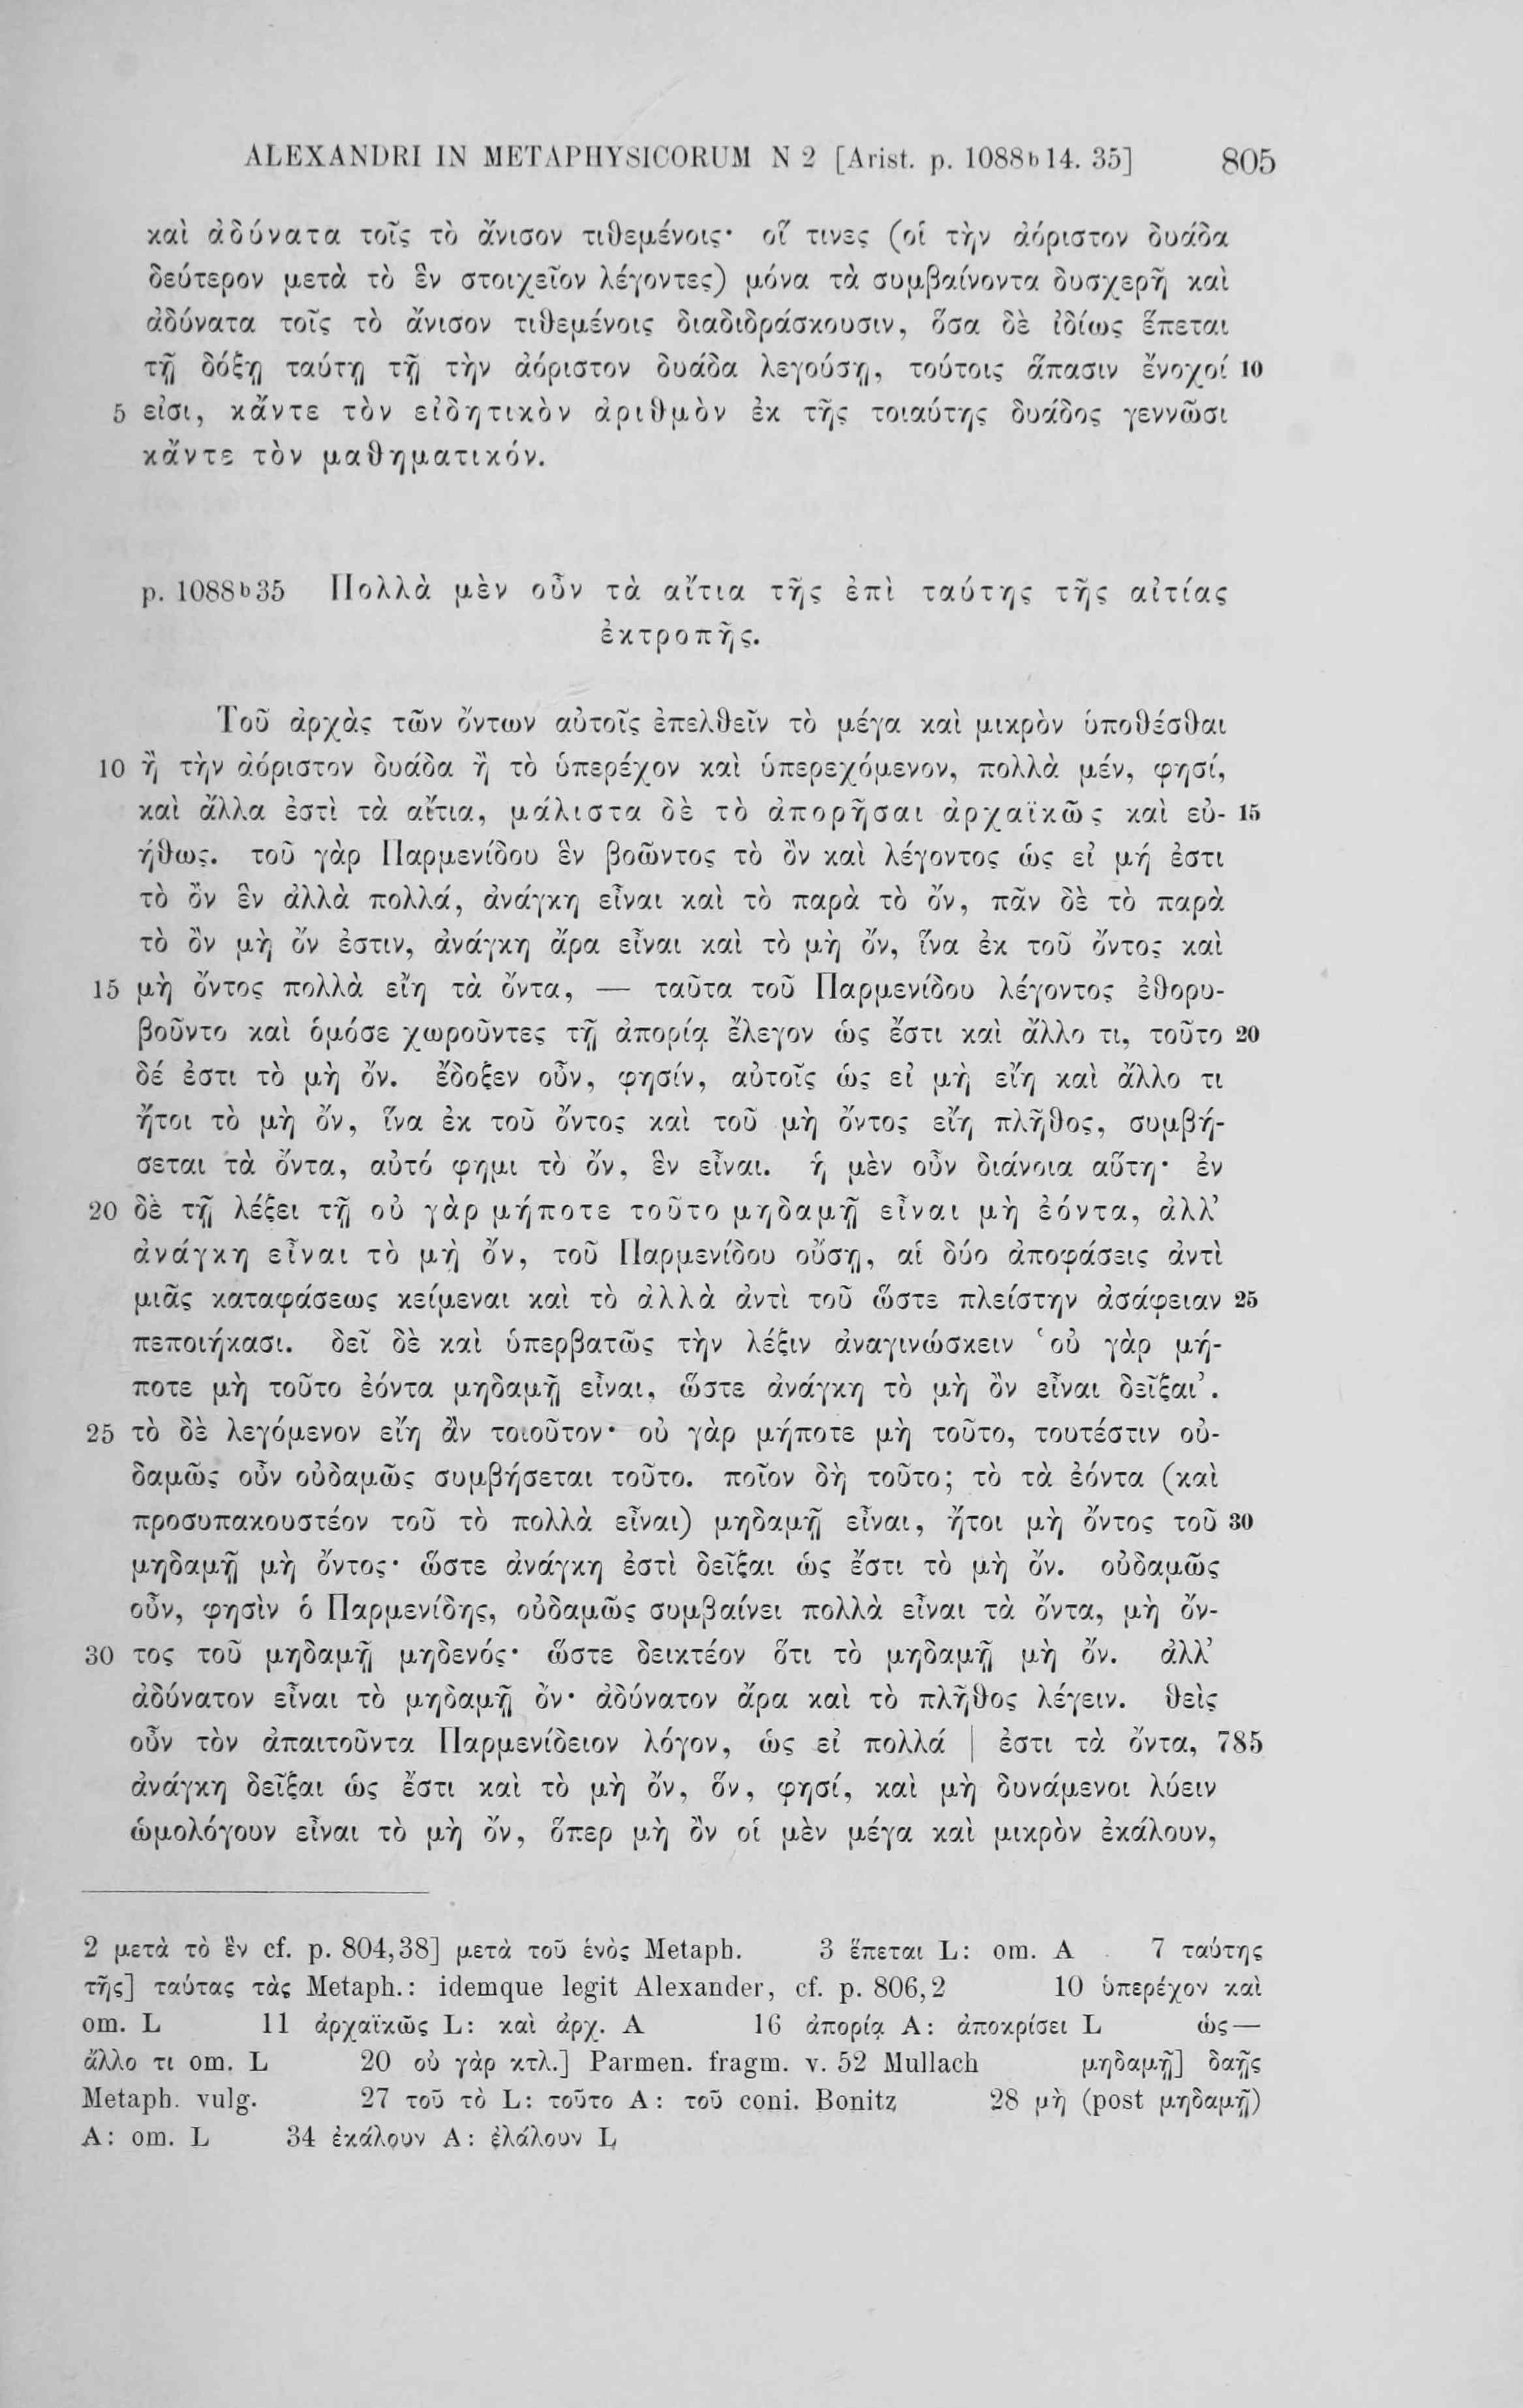 ALEXANDRI IN METAPHYSICORUM N 2 [Arist. p. 1088b14. 35] 805
καὶ ἀδύνατα τοῖς τὸ ἄνισον τιθεμένοις· οἵ τινες (οἱ τὴν ἀόριστον δυάδα
δεύτερον μετὰ τὸ ἓν στοιχεῖον λέγοντες) μόνα τὰ συμβαίνοντα δυσχερῆ καὶ
ἀδύνατα τοῖς τὸ ἄνισον τιθεμένοις διαδιδράσκουσιν, ὅσα δὲ ἰδίως ἕπεται
τῇ δόξῃ ταύτῃ τῇ τὴν ἀόριστον δυάδα λεγούσῃ, τούτοις ἅπασιν ἔνοχοί 10
5 εἰσι, κἄντε τὸν εἰδητικὸν ἀριθμὸν ἐκ τῆς τοιαύτης δυάδος γεννῶσι
κἄντε τὸν μαθηματικόν.
p. 1088b35 Πολλὰ μὲν οὖν τὰ αἴτια τῆς ἐπὶ ταύτης τῆς αἰτίας
ἐκτροπῆς.
Τοῦ ἀρχὰς τῶν ὄντων αὐτοῖς ἐπελθεῖν τὸ μέγα καὶ μικρὸν ὑποθέσθαι
10 ἢ τὴν ἀόριστον δυάδα ἢ τὸ ὑπερέχον καὶ ὑπερεχόμενον, πολλὰ μέν, φησί,
καὶ ἄλλα ἐστὶ τὰ αἴτια, μάλιστα δὲ τὸ ἀπορῆσαι ἀρχαϊκῶς καὶ εὐ- 15
ήθως. τοῦ γὰρ Παρμενίδου ἓν βοῶντος τὸ ὂν καὶ λέγοντος ὡς εἰ μή ἐστι
τὸ ὂν ἓν ἀλλὰ πολλά, ἀνάγκη εἶναι καὶ τὸ παρὰ τὸ ὄν, πᾶν δὲ τὸ παρὰ
τὸ ὂν μὴ ὄν ἐστιν, ἀνάγκη ἄρα εἶναι καὶ τὸ μὴ ὄν, ἵνα ἐκ τοῦ ὄντος καὶ
15 μὴ ὄντος πολλὰ εἴη τὰ ὄντα, — ταῦτα τοῦ Παρμενίδου λέγοντος ἐθορυ-
βοῦντο καὶ ὁμόσε χωροῦντες τῇ ἀπορίᾳ ἔλεγον ὡς ἔστι καὶ ἄλλο τι, τοῦτο 20
δέ ἐστι τὸ μὴ ὄν. ἔδοξεν οὖν, φησίν, αὐτοῖς ὡς εἰ μὴ εἴη καὶ ἄλλο τι
ἤτοι τὸ μὴ ὄν, ἵνα ἐκ τοῦ ὄντος καὶ τοῦ μὴ ὄντος εἴη πλῆθος, συμβή-
σεται τὰ ὄντα, αὐτό φημι τὸ ὄν, ἓν εἶναι. ἡ μὲν οὖν διάνοια αὕτη· ἐν
20 δὲ τῇ λέξει τῇ οὐ γὰρ μήποτε τοῦτο μηδαμῇ εἶναι μὴ ἐόντα, ἀλλ’
ἀνάγκη εἶναι τὸ μὴ ὄν, τοῦ Παρμενίδου οὔσῃ, αἱ δύο ἀποφάσεις ἀντὶ
μιᾶς καταφάσεως κείμεναι καὶ τὸ ἀλλὰ ἀντὶ τοῦ ὥστε πλείστην ἀσάφειαν 25
πεποιήκασι. δεῖ δὲ καὶ ὑπερβατῶς τὴν λέξιν ἀναγινώσκειν ‘οὐ γὰρ μή-
ποτε μὴ τοῦτο ἐόντα μηδαμῇ εἶναι, ὥστε ἀνάγκη τὸ μὴ ὂν εἶναι δεῖξαι’.
25 τὸ δὲ λεγόμενον εἴη ἂν τοιοῦτον· οὐ γὰρ μήποτε μὴ τοῦτο, τουτέστιν οὐ-
δαμῶς οὖν οὐδαμῶς συμβήσεται τοῦτο. ποῖον δὴ τοῦτο; τὸ τὰ ἐόντα (καὶ
προσυπακουστέον τοῦ τὸ πολλὰ εἶναι) μηδαμῇ εἶναι, ἤτοι μὴ ὄντος τοῦ 30
μηδαμῇ μὴ ὄντος· ὥστε ἀνάγκη ἐστὶ δεῖξαι ὡς ἔστι τὸ μὴ ὄν. οὐδαμῶς
οὖν, φησὶν ὁ Παρμενίδης, οὐδαμῶς συμβαίνει πολλὰ εἶναι τὰ ὄντα, μὴ ὄν-
30 τος τοῦ μηδαμῇ μηδενός· ὥστε δεικτέον ὅτι τὸ μηδαμῇ μὴ ὄν. ἀλλ’
ἀδύνατον εἶναι τὸ μηδαμῇ ὄν· ἀδύνατον ἄρα καὶ τὸ πλῆθος λέγειν. θεὶς
οὖν τὸν ἀπαιτοῦντα Παρμενίδειον λόγον, ὡς εἰ πολλά | ἐστι τὰ ὄντα, 785
ἀνάγκη δεῖξαι ὡς ἔστι καὶ τὸ μὴ ὄν, ὅν, φησί, καὶ μὴ δυνάμενοι λύειν
ὡμολόγουν εἶναι τὸ μὴ ὄν, ὅπερ μὴ ὂν οἱ μὲν μέγα καὶ μικρὸν ἐκάλουν,
2 μετὰ τὸ ἓν cf. p. 804,38] μετὰ τοῦ ἑνὸς Metaph. 3 ἕπεται L: om. A 7 ταύτης
τῆς] ταύτας τὰς Metaph.: idemque legit Alexander, cf. p. 806,2 10 ὑπερέχον καὶ
om. L 11 ἀρχαϊκῶς L: καὶ ἀρχ. A 16 ἀπορίᾳ A: ἀποκρίσει L ὡς—
ἄλλο τι om. L 20 οὐ γὰρ κτλ.] Parmen. fragm. v. 52 Mullach μηδαμῇ] δαῇς
Metaph. vulg. 27 τοῦ τὸ L: τοῦτο A: τοῦ coni. Bonitz 28 μὴ (post μηδαμῇ)
A: om. L 34 ἐκάλουν A: ἐλάλουν L